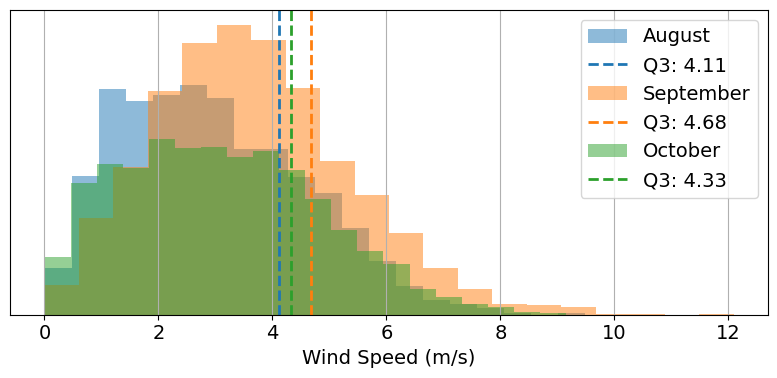 August
Q3: 4.11
September
Q3: 4.68
October
Q3: 4.33
0 2 4 6 8 10 12
Wind Speed (m/s)